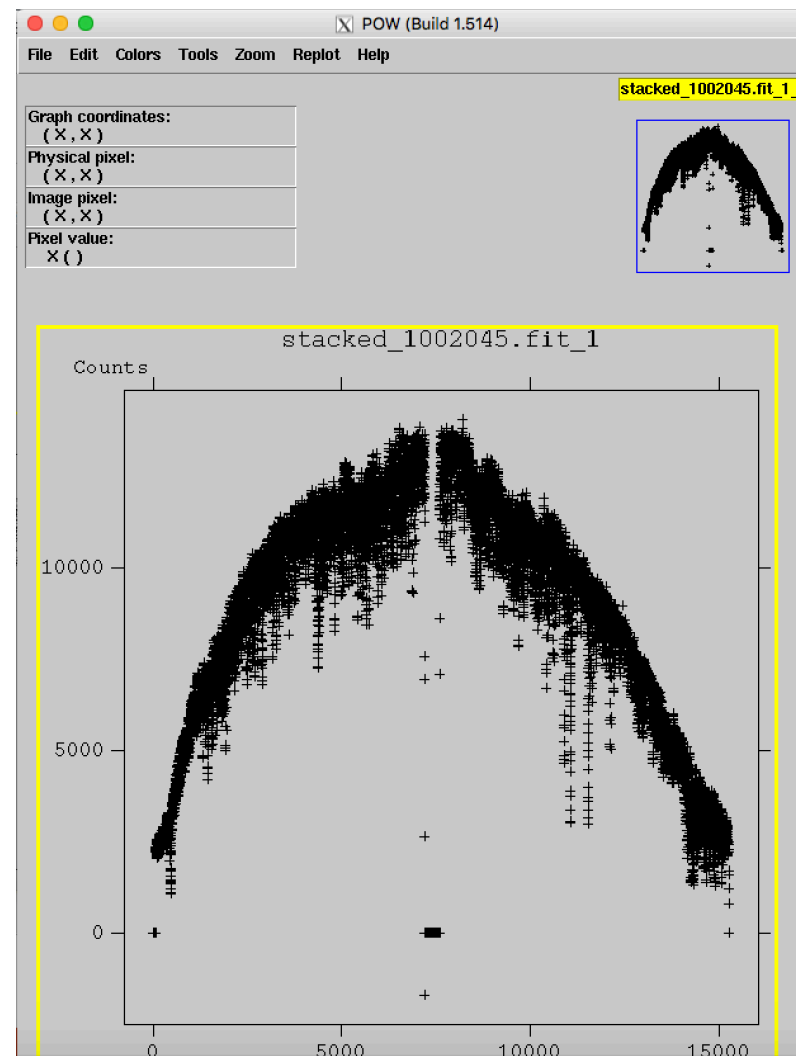 POW (Build 1.514)
File Edit Colors Tools Zoom Replot Help
stacked_1002045.fit_1_
Graph coordinates:
(X,X)
Physical pixel:
(X,X)
Image pixel:
(X,X)
Pixel value:
X()
stacked_1002045.fit_1
Counts
10000
5000
0
0 5000 10000 15000